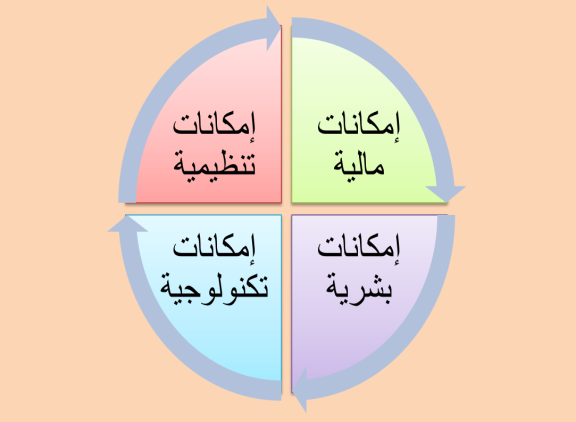 إمكانات
مالية
إمكانات
بشرية
إمكانات
تكنولوجية
إمكانات
تنظيمية